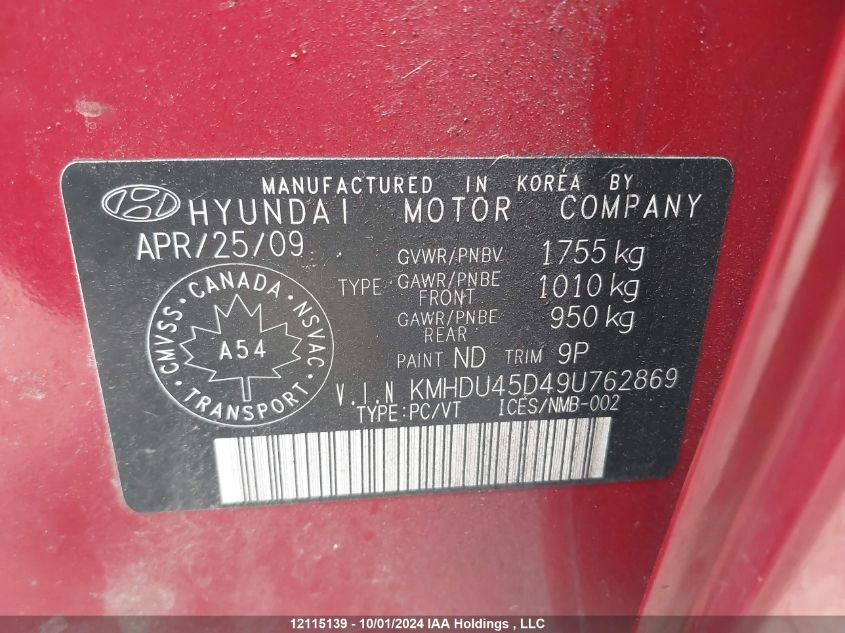 MANUFACTURED IN KORÉA BY
HYUNDAI MOTOR COMPANY
APR/25/09
GVWR/PNBV 1755 kg
TYPE: GAWR/PNBE FRONT 1010 kg
GAWR/PNBE REAR 950 kg
PAINT ND TRIM 9P
V.I.N KMHDU45D49U762869
TYPE:PC/VT ICES/NMB-002
CMVSS · CANADA · NSVAC
A54
TRANSPORT
12115139 - 10/01/2024 IAA Holdings , LLC